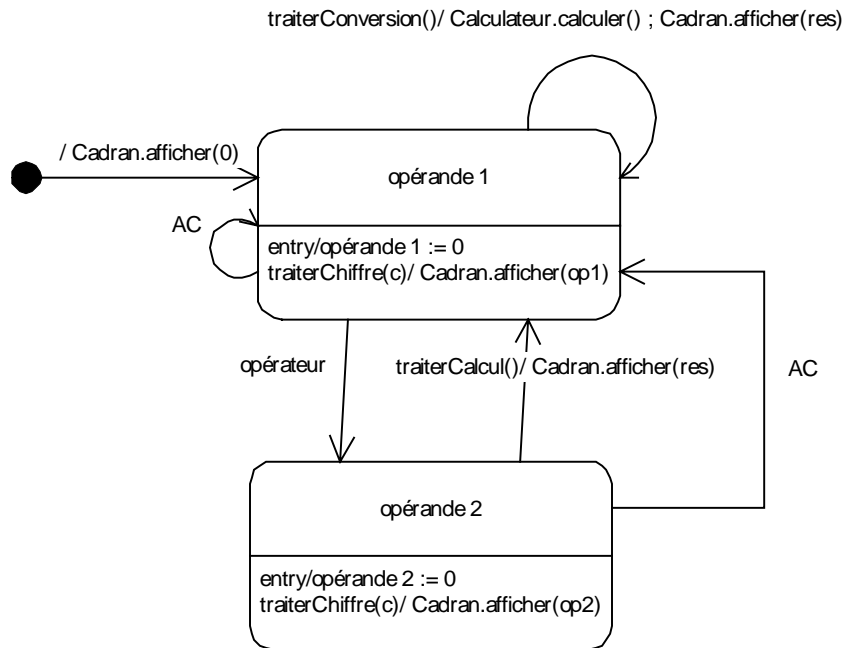 traiterConversion()/ Calculateur.calculer() ; Cadran.afficher(res)
/ Cadran.afficher(0)
opérande 1
AC
entry/opérande 1 := 0
traiterChiffre(c)/ Cadran.afficher(op1)
opérateur
traiterCalcul()/ Cadran.afficher(res)
AC
opérande 2
entry/opérande 2 := 0
traiterChiffre(c)/ Cadran.afficher(op2)